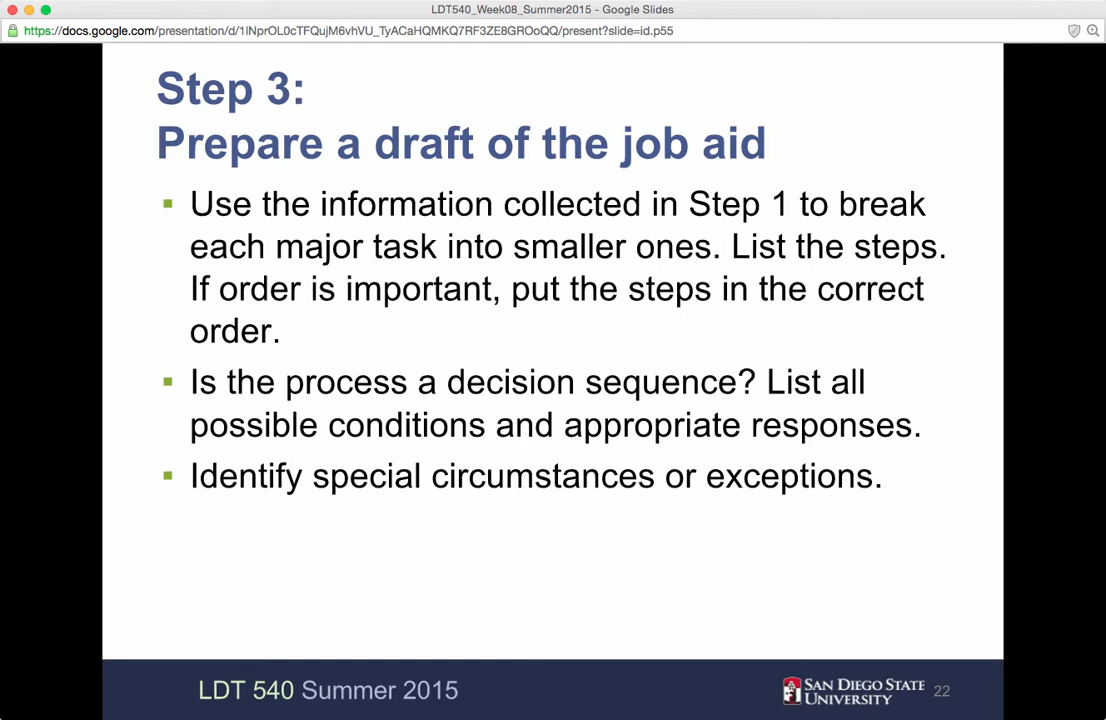 LDT540_Week08_Summer2015 - Google Slides
https://docs.google.com/presentation/d/1lNprOL0cTFQujM6vhVU_TyACaHQMKQ7RF3ZE8GROoQQ/present?slide=id.p55
Step 3:
Prepare a draft of the job aid
▪ Use the information collected in Step 1 to break
each major task into smaller ones. List the steps.
If order is important, put the steps in the correct
order.
▪ Is the process a decision sequence? List all
possible conditions and appropriate responses.
▪ Identify special circumstances or exceptions.
LDT 540 Summer 2015
SAN DIEGO STATE
UNIVERSITY
22